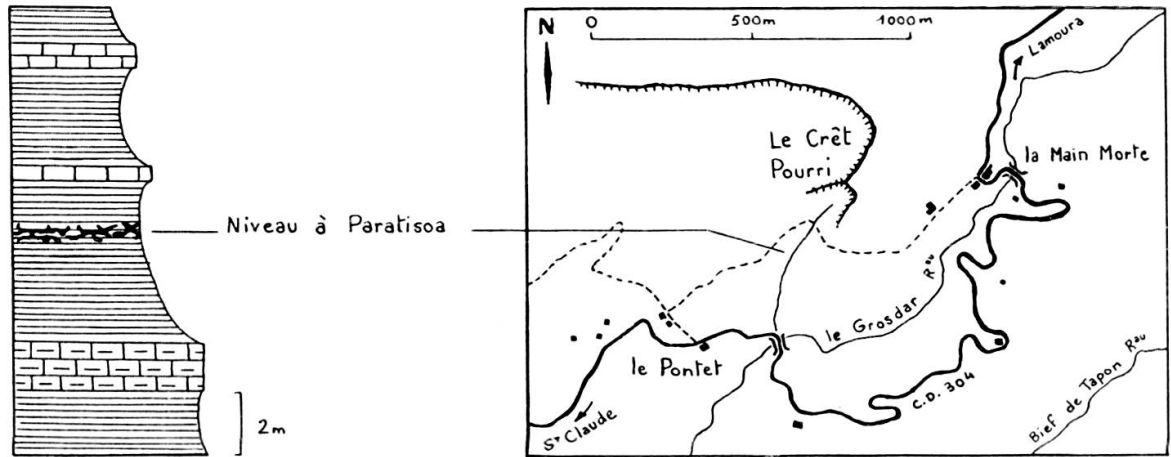 Niveau à Paratisoa
2m
N
0 500m 1000m
Lamoura
Le Crêt
Pourri
la Main Morte
le Grosdar Rau
le Pontet
C.D. 304
St Claude
Bief de Tapon Rau